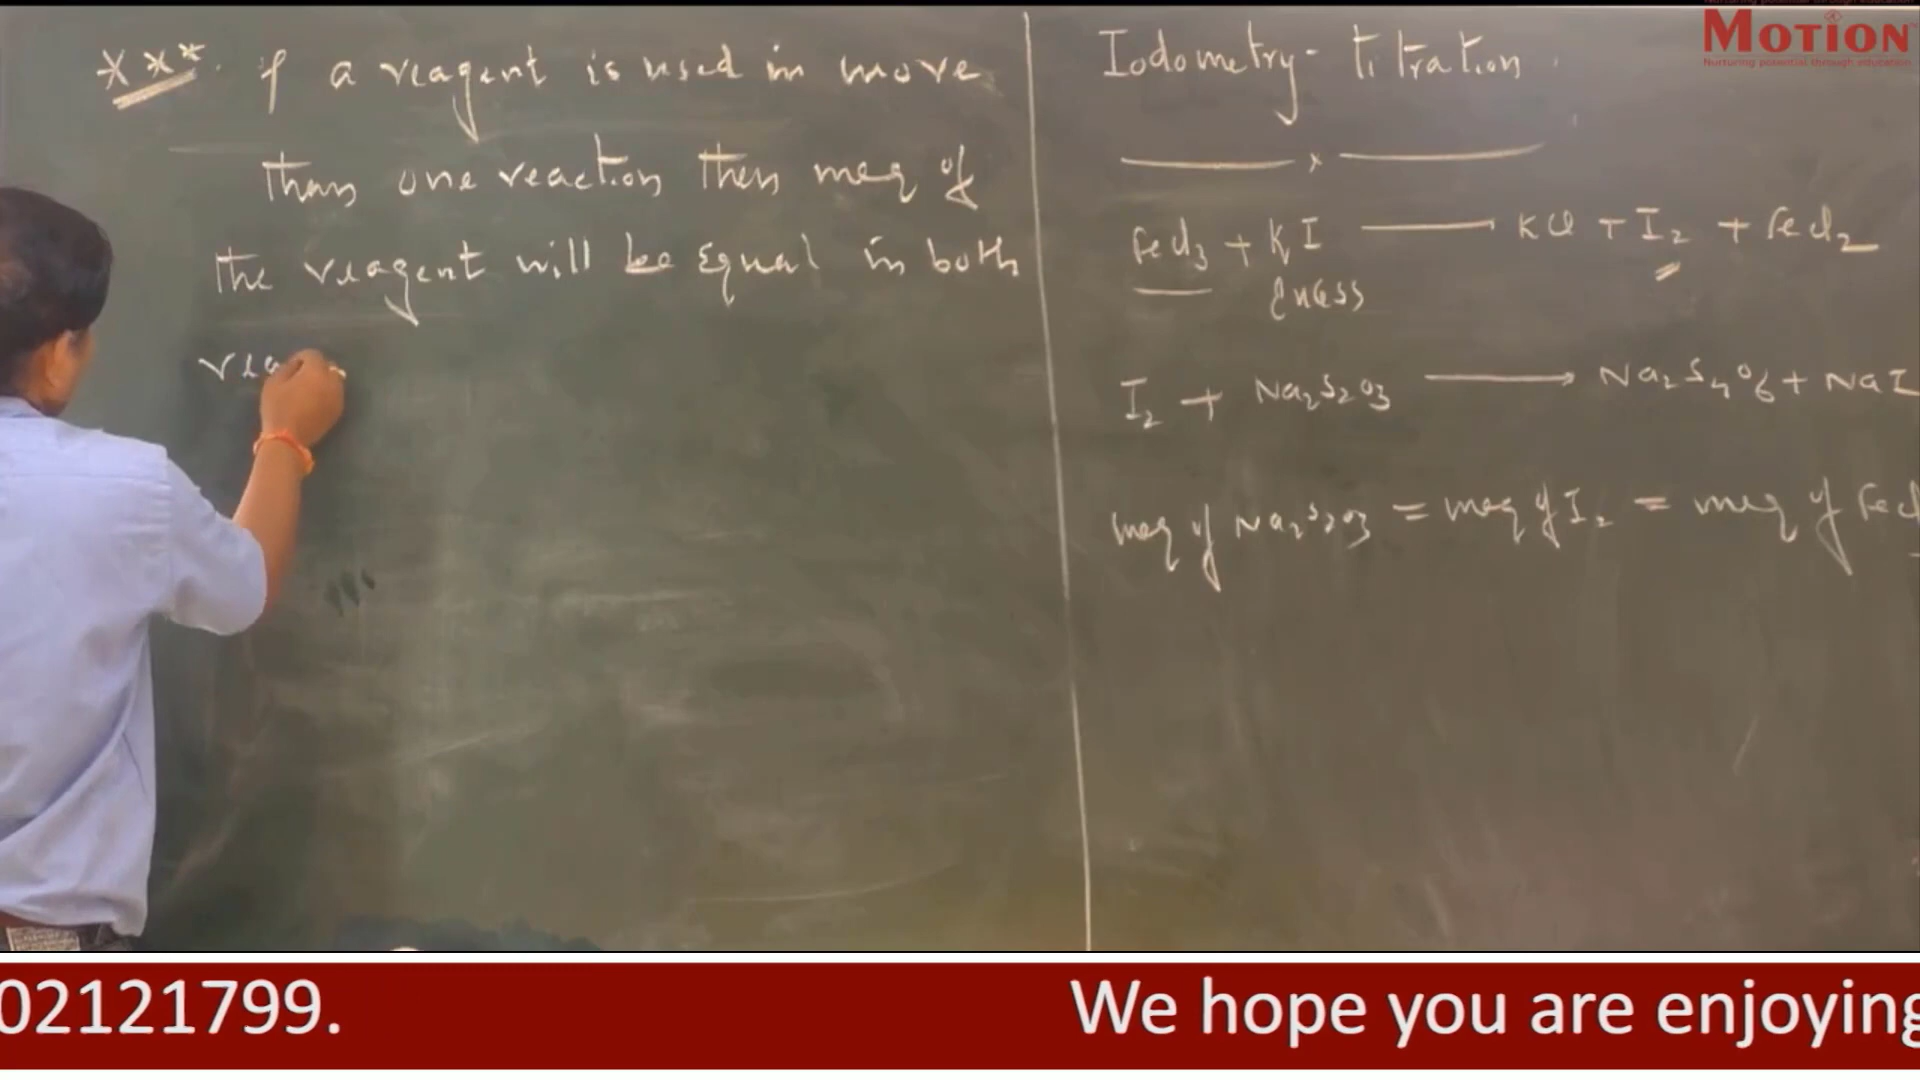 *** If a reagent is used in more
than one reaction then meq of
the reagent will be equal in both
Iodometry- titration.
x
FeCl3 + KI → KCl + I2 + FeCl2
Excess
I2 + Na2S2O3 → Na2S4O6 + NaI
meq of Na2S2O3 = meq of I2 = meq of FeCl
MOTION
Nurturing potential through education
02121799.
We hope you are enjoying